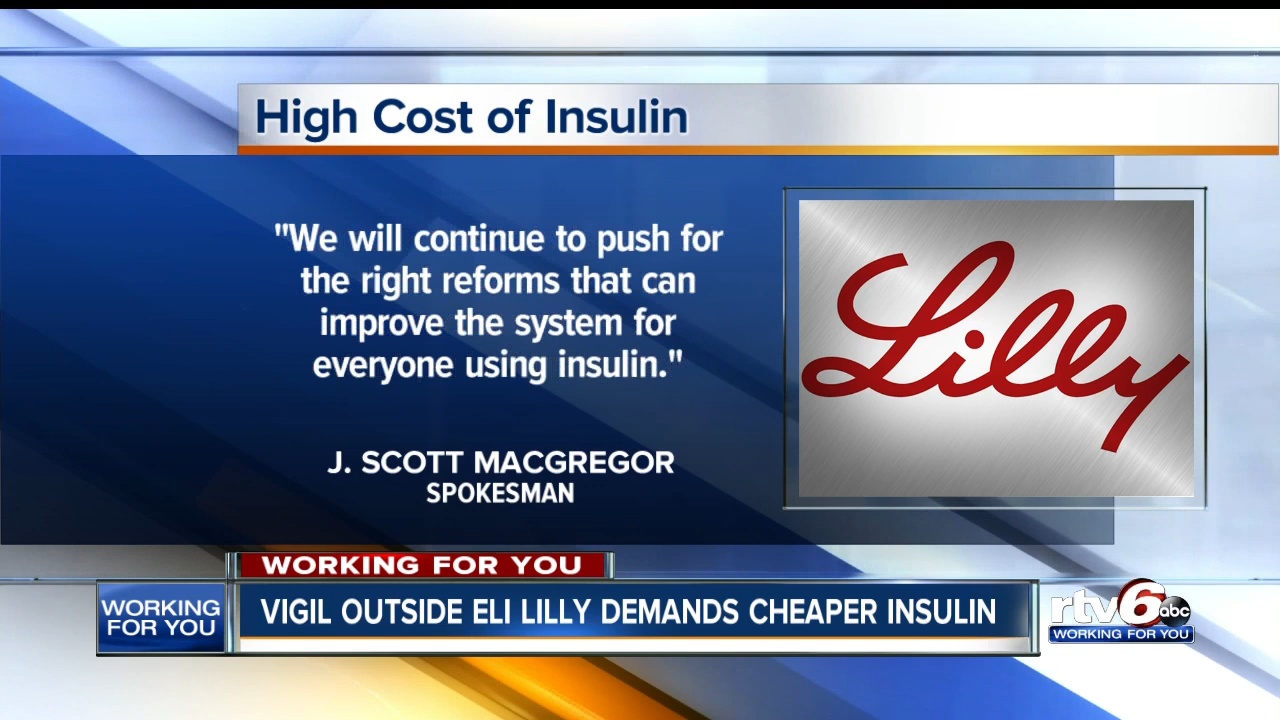 High Cost of Insulin
"We will continue to push for
the right reforms that can
improve the system for
everyone using insulin."
J. SCOTT MACGREGOR
SPOKESMAN
Lilly
WORKING FOR YOU
WORKING
FOR YOU
VIGIL OUTSIDE ELI LILLY DEMANDS CHEAPER INSULIN
rtv6 abc
WORKING FOR YOU